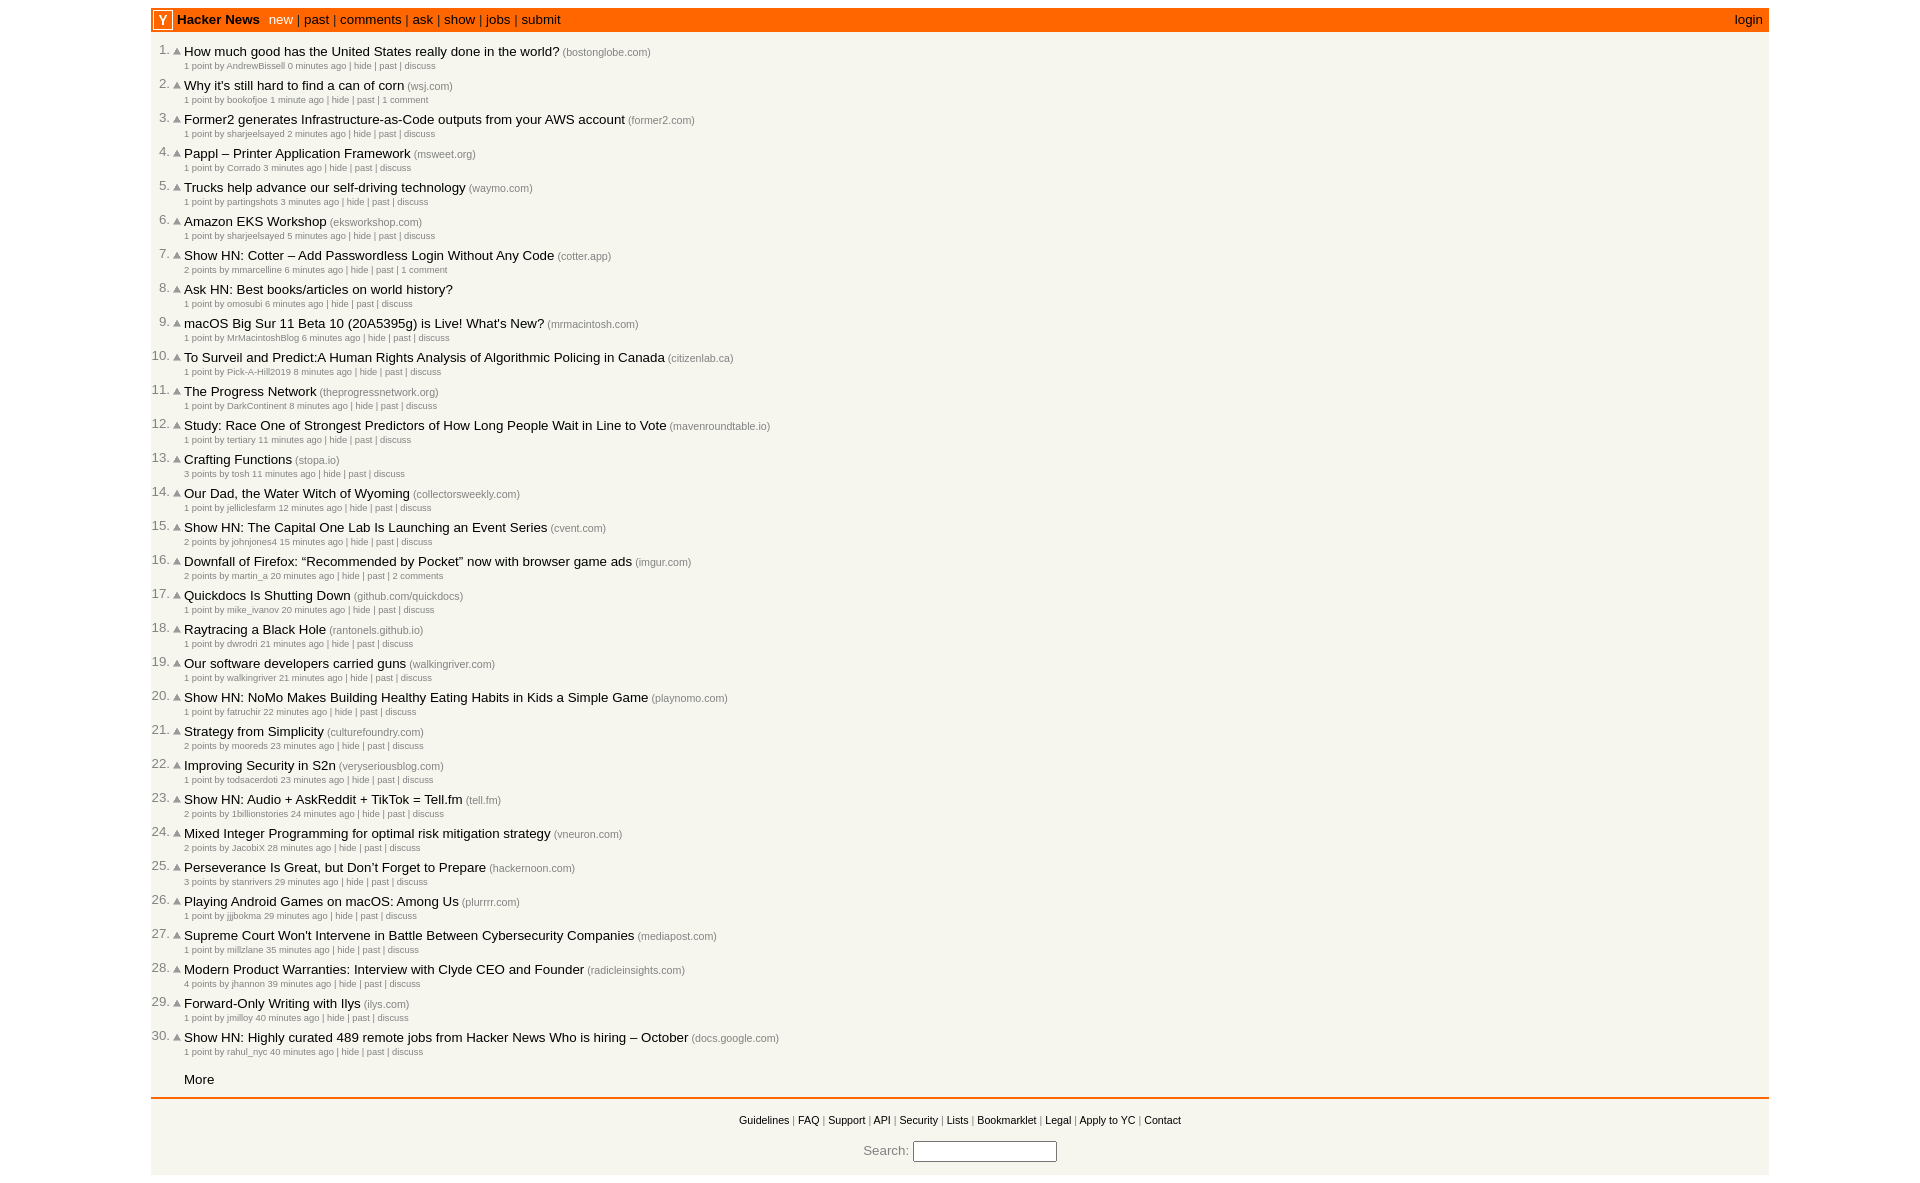 Y Hacker News new | past | comments | ask | show | jobs | submit login
1. How much good has the United States really done in the world? (bostonglobe.com)
1 point by AndrewBissell 0 minutes ago | hide | past | discuss
2. Why it's still hard to find a can of corn (wsj.com)
1 point by bookofjoe 1 minute ago | hide | past | 1 comment
3. Former2 generates Infrastructure-as-Code outputs from your AWS account (former2.com)
1 point by sharjeelsayed 2 minutes ago | hide | past | discuss
4. Pappl – Printer Application Framework (msweet.org)
1 point by Corrado 3 minutes ago | hide | past | discuss
5. Trucks help advance our self-driving technology (waymo.com)
1 point by partingshots 3 minutes ago | hide | past | discuss
6. Amazon EKS Workshop (eksworkshop.com)
1 point by sharjeelsayed 5 minutes ago | hide | past | discuss
7. Show HN: Cotter – Add Passwordless Login Without Any Code (cotter.app)
2 points by mmarcelline 6 minutes ago | hide | past | 1 comment
8. Ask HN: Best books/articles on world history?
1 point by omosubi 6 minutes ago | hide | past | discuss
9. macOS Big Sur 11 Beta 10 (20A5395g) is Live! What's New? (mrmacintosh.com)
1 point by MrMacintoshBlog 6 minutes ago | hide | past | discuss
10. To Surveil and Predict:A Human Rights Analysis of Algorithmic Policing in Canada (citizenlab.ca)
1 point by Pick-A-Hill2019 8 minutes ago | hide | past | discuss
11. The Progress Network (theprogressnetwork.org)
1 point by DarkContinent 8 minutes ago | hide | past | discuss
12. Study: Race One of Strongest Predictors of How Long People Wait in Line to Vote (mavenroundtable.io)
1 point by tertiary 11 minutes ago | hide | past | discuss
13. Crafting Functions (stopa.io)
3 points by tosh 11 minutes ago | hide | past | discuss
14. Our Dad, the Water Witch of Wyoming (collectorsweekly.com)
1 point by jelliclesfarm 12 minutes ago | hide | past | discuss
15. Show HN: The Capital One Lab Is Launching an Event Series (cvent.com)
2 points by johnjones4 15 minutes ago | hide | past | discuss
16. Downfall of Firefox: “Recommended by Pocket” now with browser game ads (imgur.com)
2 points by martin_a 20 minutes ago | hide | past | 2 comments
17. Quickdocs Is Shutting Down (github.com/quickdocs)
1 point by mike_ivanov 20 minutes ago | hide | past | discuss
18. Raytracing a Black Hole (rantonels.github.io)
1 point by dwrodri 21 minutes ago | hide | past | discuss
19. Our software developers carried guns (walkingriver.com)
1 point by walkingriver 21 minutes ago | hide | past | discuss
20. Show HN: NoMo Makes Building Healthy Eating Habits in Kids a Simple Game (playnomo.com)
1 point by fatruchir 22 minutes ago | hide | past | discuss
21. Strategy from Simplicity (culturefoundry.com)
2 points by mooreds 23 minutes ago | hide | past | discuss
22. Improving Security in S2n (veryseriousblog.com)
1 point by todsacerdoti 23 minutes ago | hide | past | discuss
23. Show HN: Audio + AskReddit + TikTok = Tell.fm (tell.fm)
2 points by 1billionstories 24 minutes ago | hide | past | discuss
24. Mixed Integer Programming for optimal risk mitigation strategy (vneuron.com)
2 points by JacobiX 28 minutes ago | hide | past | discuss
25. Perseverance Is Great, but Don’t Forget to Prepare (hackernoon.com)
3 points by stanrivers 29 minutes ago | hide | past | discuss
26. Playing Android Games on macOS: Among Us (plurrrr.com)
1 point by jjjbokma 29 minutes ago | hide | past | discuss
27. Supreme Court Won't Intervene in Battle Between Cybersecurity Companies (mediapost.com)
1 point by millzlane 35 minutes ago | hide | past | discuss
28. Modern Product Warranties: Interview with Clyde CEO and Founder (radicleinsights.com)
4 points by jhannon 39 minutes ago | hide | past | discuss
29. Forward-Only Writing with Ilys (ilys.com)
1 point by jmilloy 40 minutes ago | hide | past | discuss
30. Show HN: Highly curated 489 remote jobs from Hacker News Who is hiring – October (docs.google.com)
1 point by rahul_nyc 40 minutes ago | hide | past | discuss
More
Guidelines | FAQ | Support | API | Security | Lists | Bookmarklet | Legal | Apply to YC | Contact
Search: